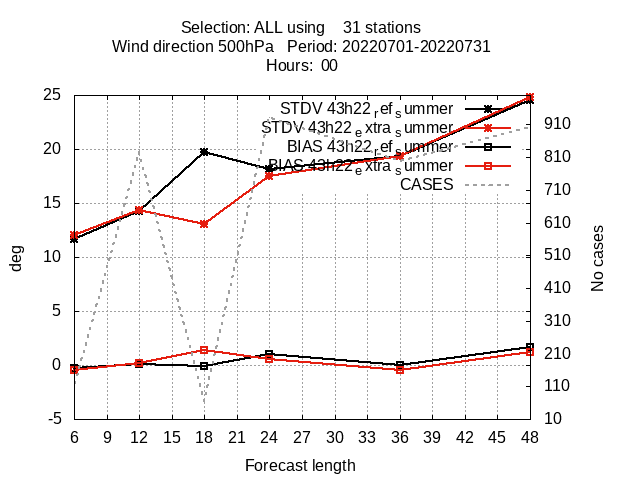 Selection: ALL using 31 stations
Wind direction 500hPa Period: 20220701-20220731
Hours: 00
STDV 43h22_ref_summer
STDV 43h22_extra_summer
BIAS 43h22_ref_summer
BIAS 43h22_extra_summer
CASES
25
20
15
10
5
0
-5
deg
910
810
710
610
510
410
310
210
110
10
No cases
6 9 12 15 18 21 24 27 30 33 36 39 42 45 48
Forecast length